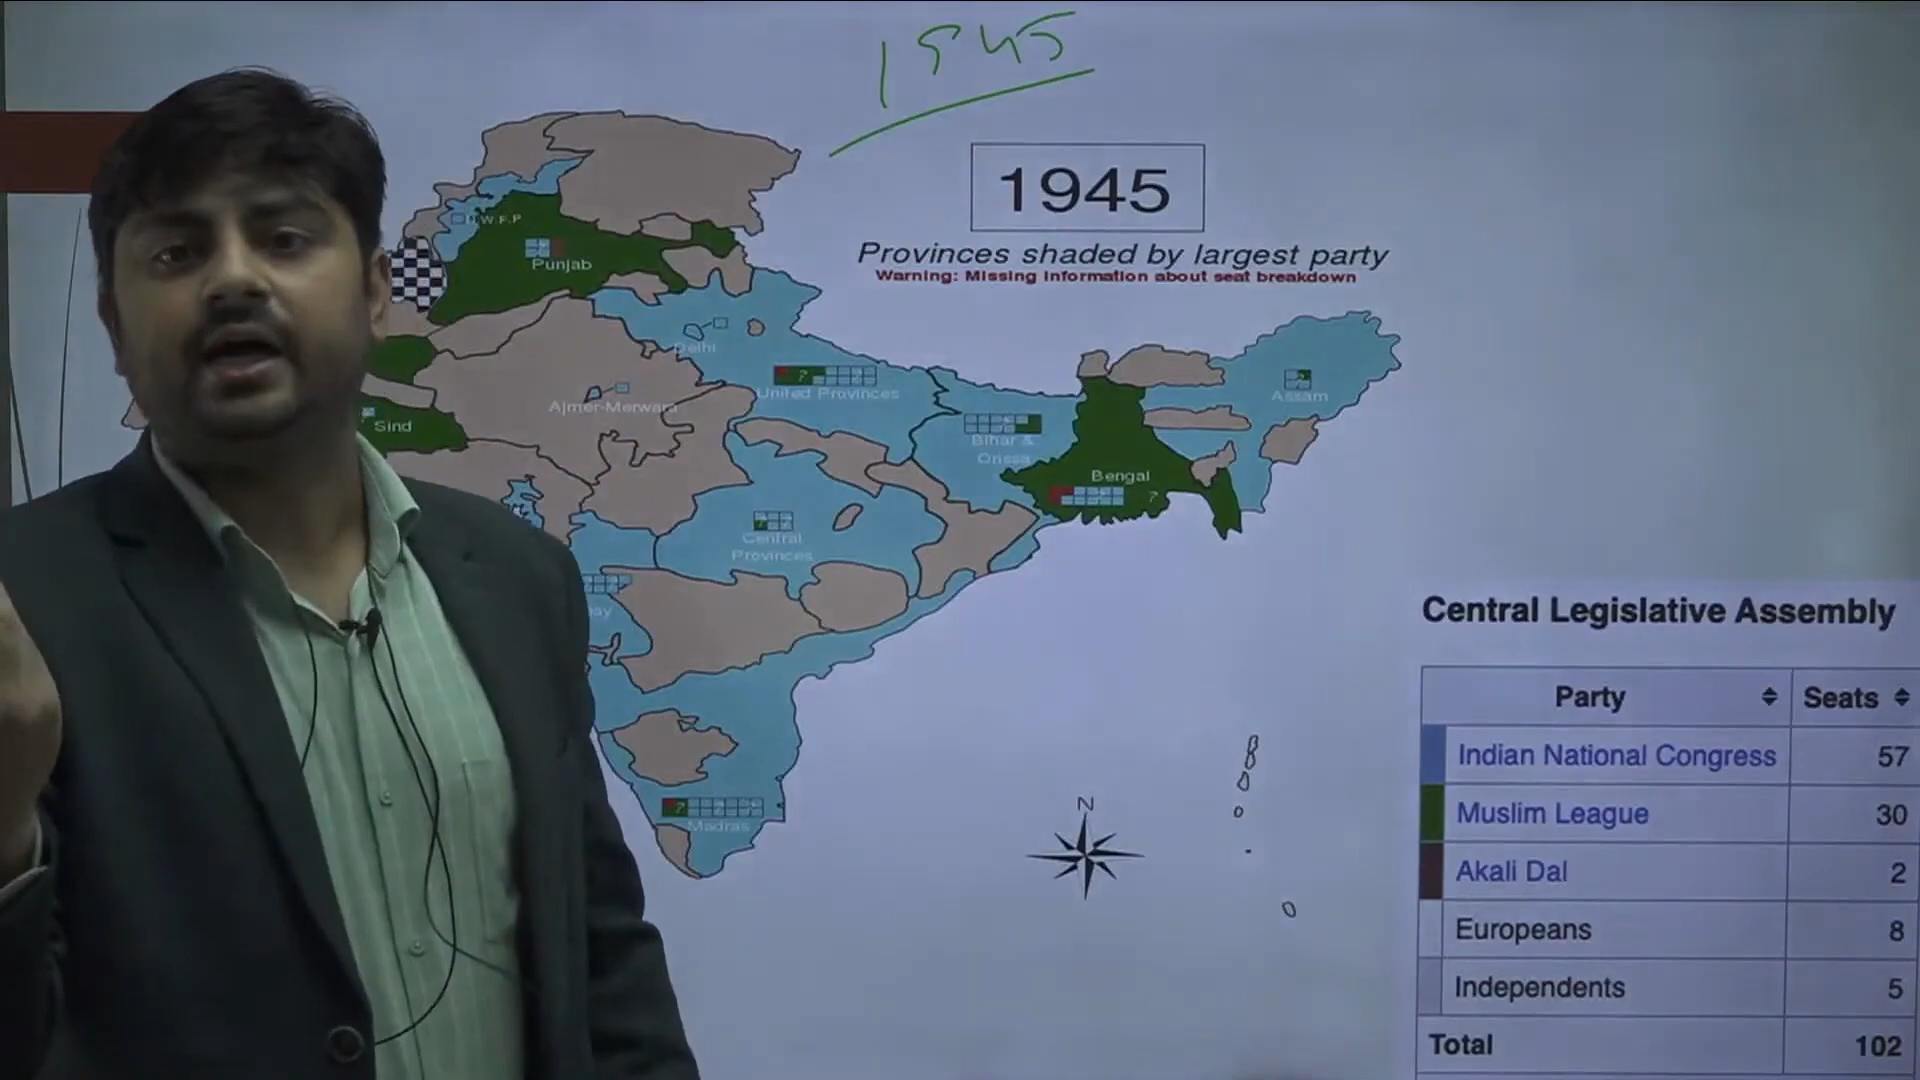 1945
1945
Provinces shaded by largest party
Warning: Missing information about seat breakdown
N.W.F.P
Punjab
Delhi
United Provinces
Ajmer-Merwara
Sind
Assam
Bihar &
Orissa
Bengal
?
Central
Provinces
bay
Madras
N
Central Legislative Assembly
Party Seats
Indian National Congress 57
Muslim League 30
Akali Dal 2
Europeans 8
Independents 5
Total 102